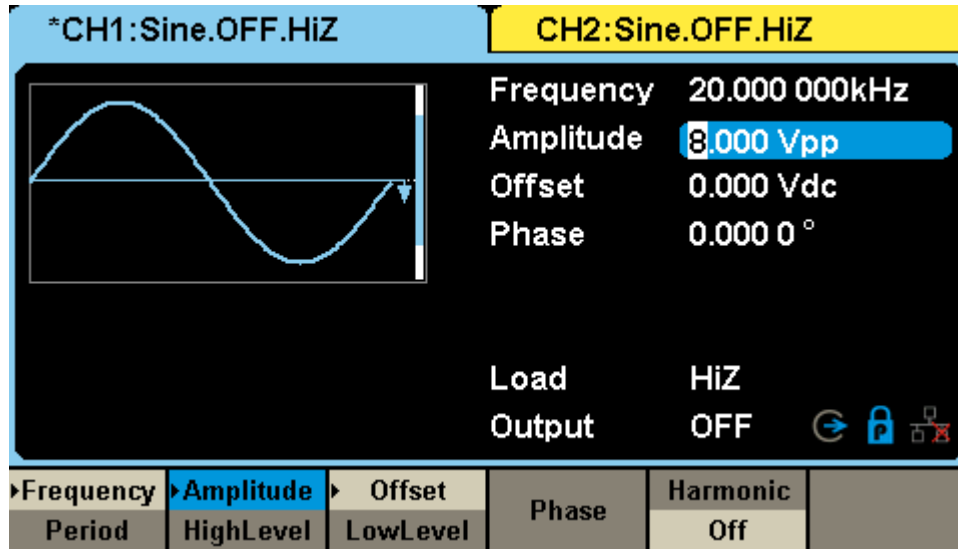 *CH1:Sine.OFF.HiZ
CH2:Sine.OFF.HiZ
Frequency 20.000 000kHz
Amplitude 8.000 Vpp
Offset 0.000 Vdc
Phase 0.000 0 °
Load HiZ
Output OFF
P
Frequency Amplitude Offset Phase Harmonic
Period HighLevel LowLevel Off